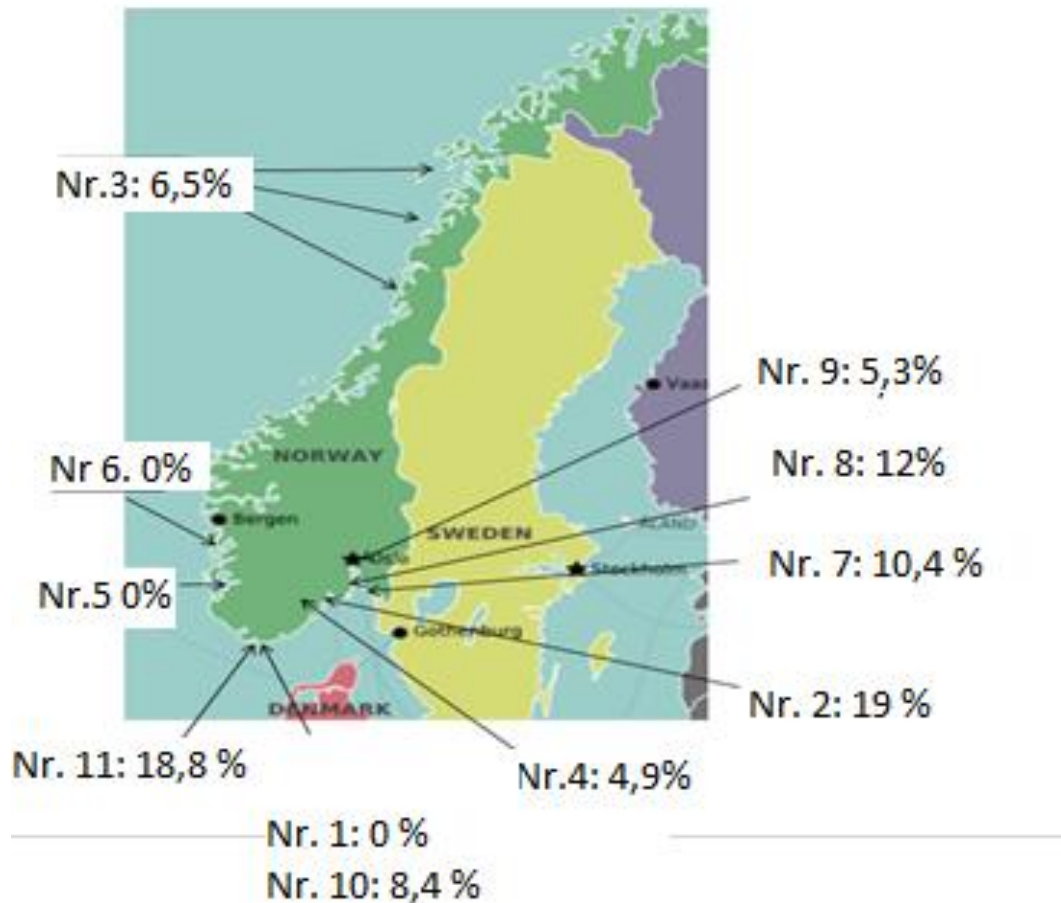 Nr.3: 6,5%
Nr. 9: 5,3%
Nr 6. 0%
NORWAY
Nr. 8: 12%
Bergen
ÅLAND
SWEDEN
Stockholm
Nr. 7: 10,4 %
Nr.5 0%
Gothenburg
Nr. 2: 19 %
DENMARK
Nr. 11: 18,8 %
Nr.4: 4,9%
Nr. 1: 0 %
Nr. 10: 8,4 %